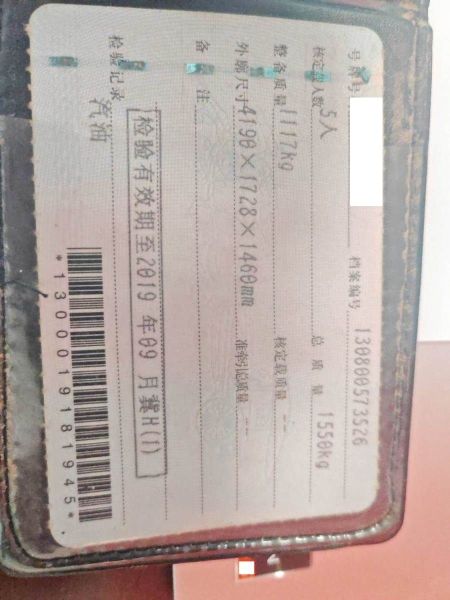 号牌号 档案编号 130800573526
核定载人数 5人 总质量 1550kg
整备质量 1117kg 核定载质量 --
外廓尺寸 4190×1728×1460mm 准牵引总质量 --
备注
检验有效期至2019年09月冀H(1)
检验记录
汽油
*1300019181945*